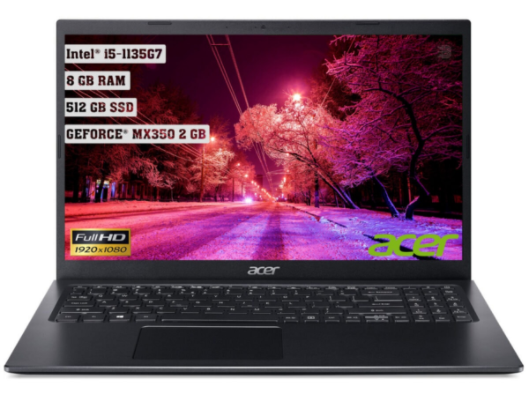 Intel® i5-1135G7
8 GB RAM
512 GB SSD
GEFORCE® MX350 2 GB
Full HD
1920x1080
acer
acer